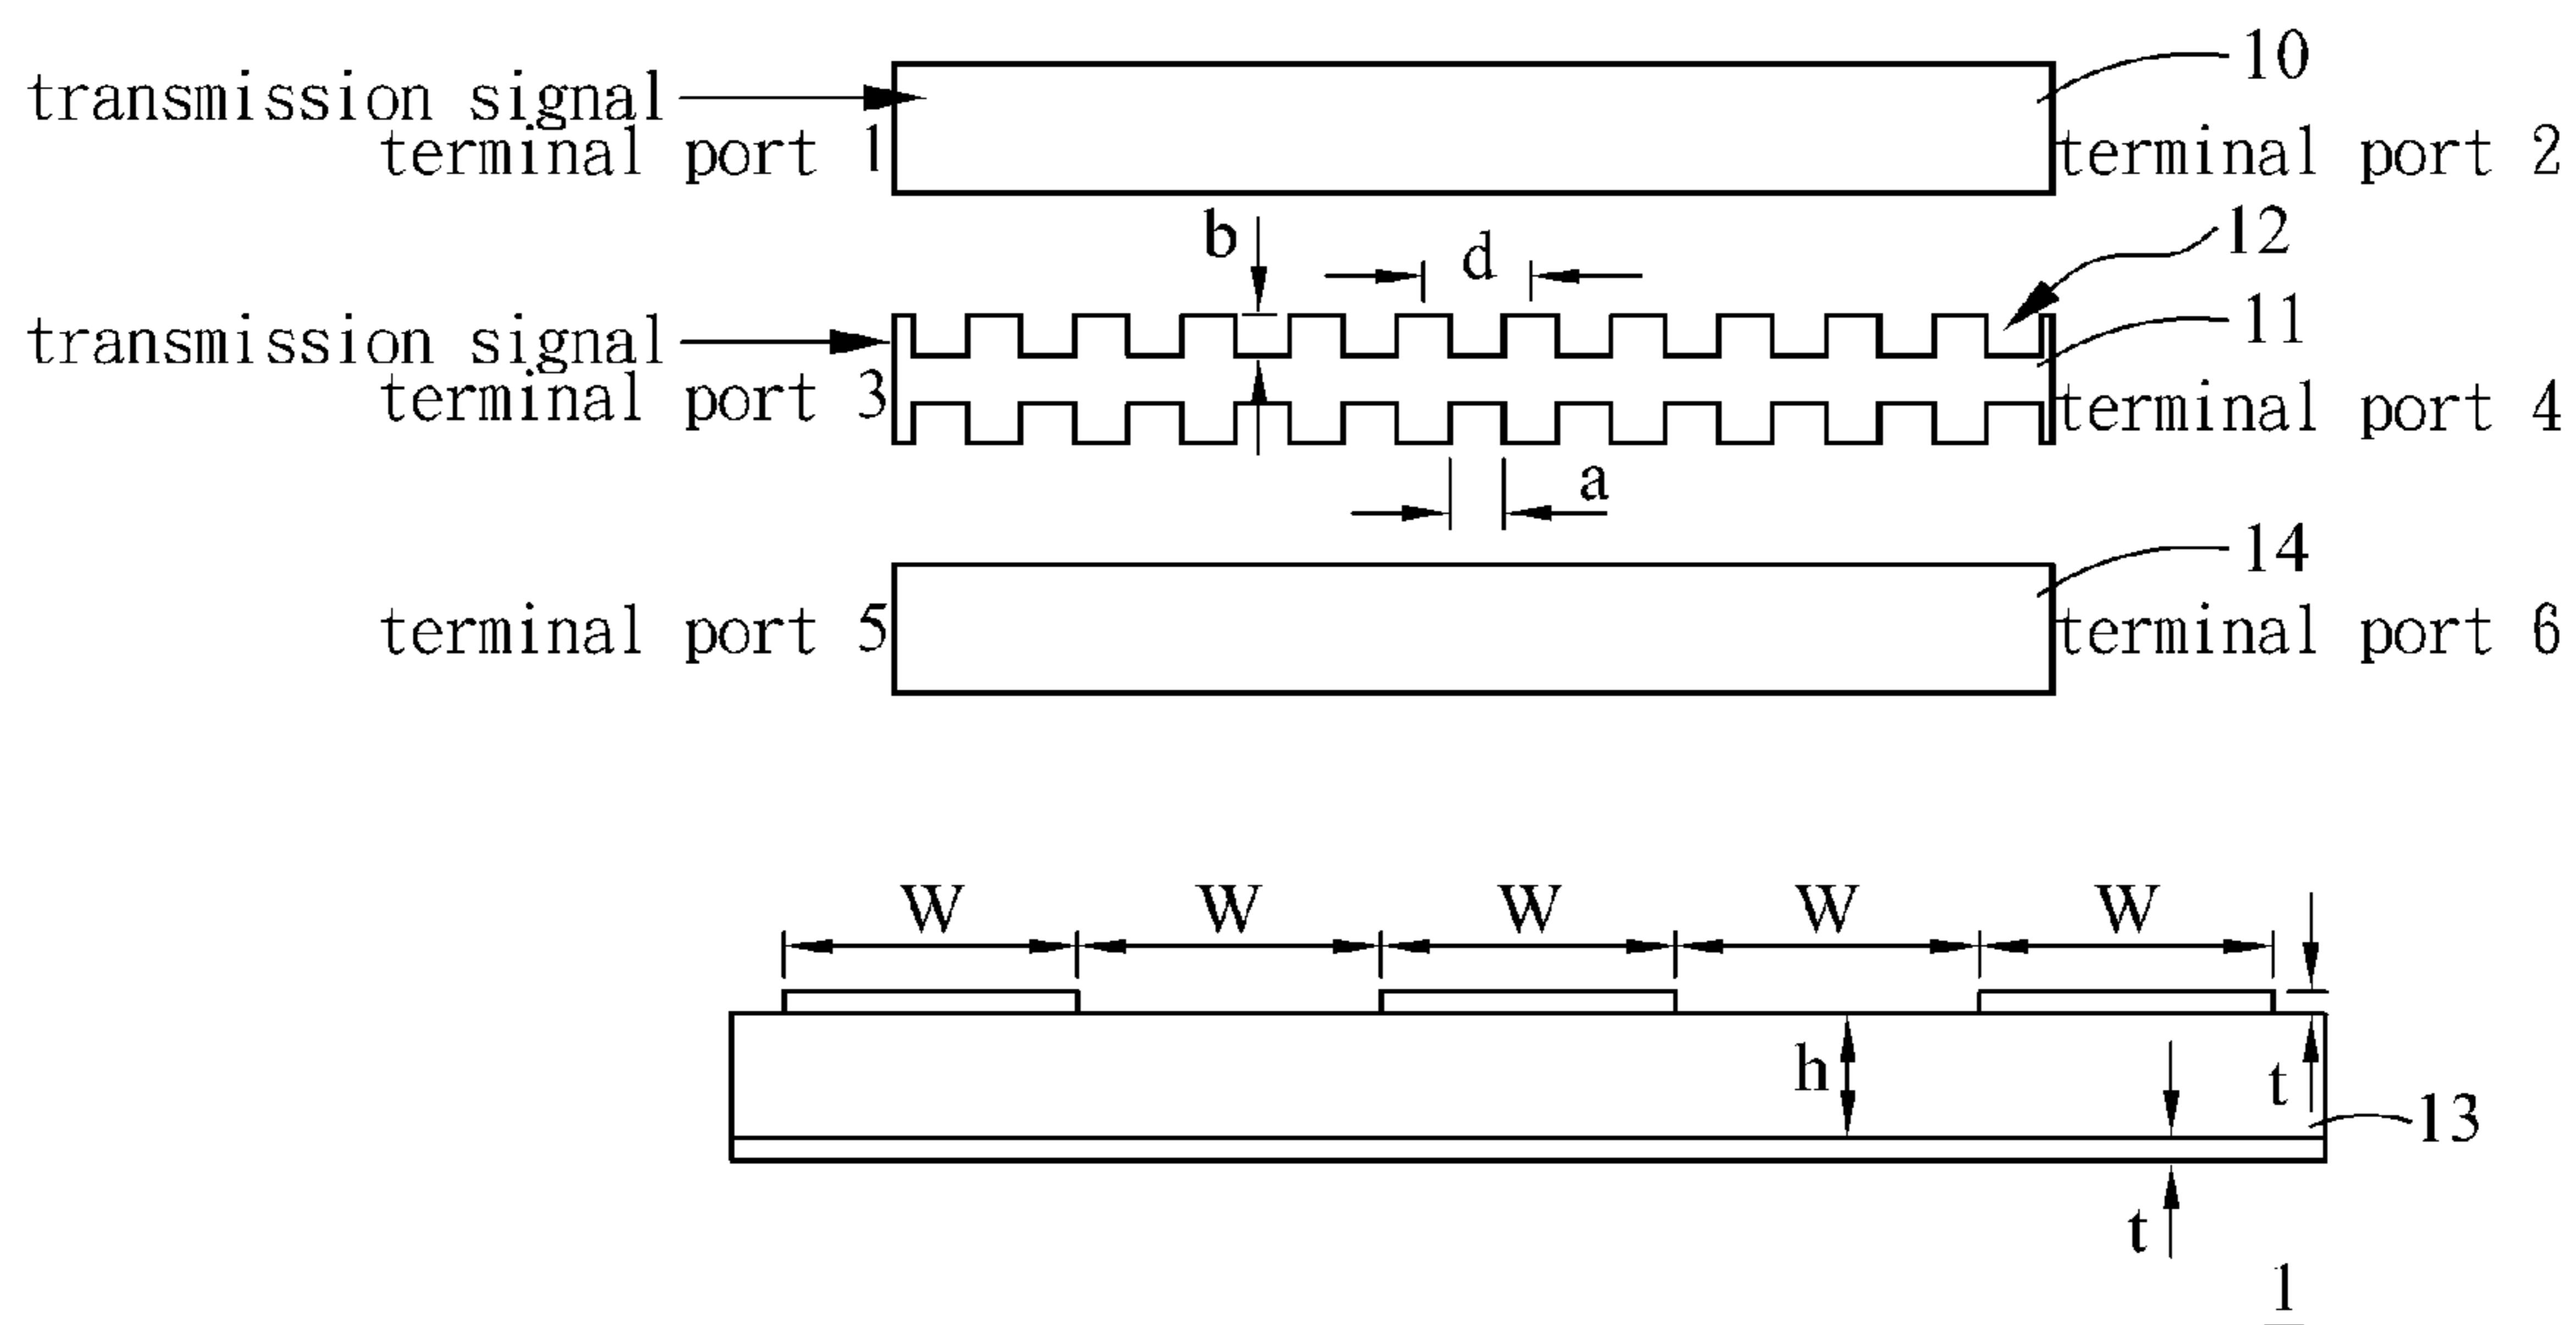 10
transmission signal
terminal port 1
terminal port 2
b
d
12
transmission signal
11
terminal port 3
terminal port 4
a
14
terminal port 5
terminal port 6
W W W W W
h
t
13
t
1